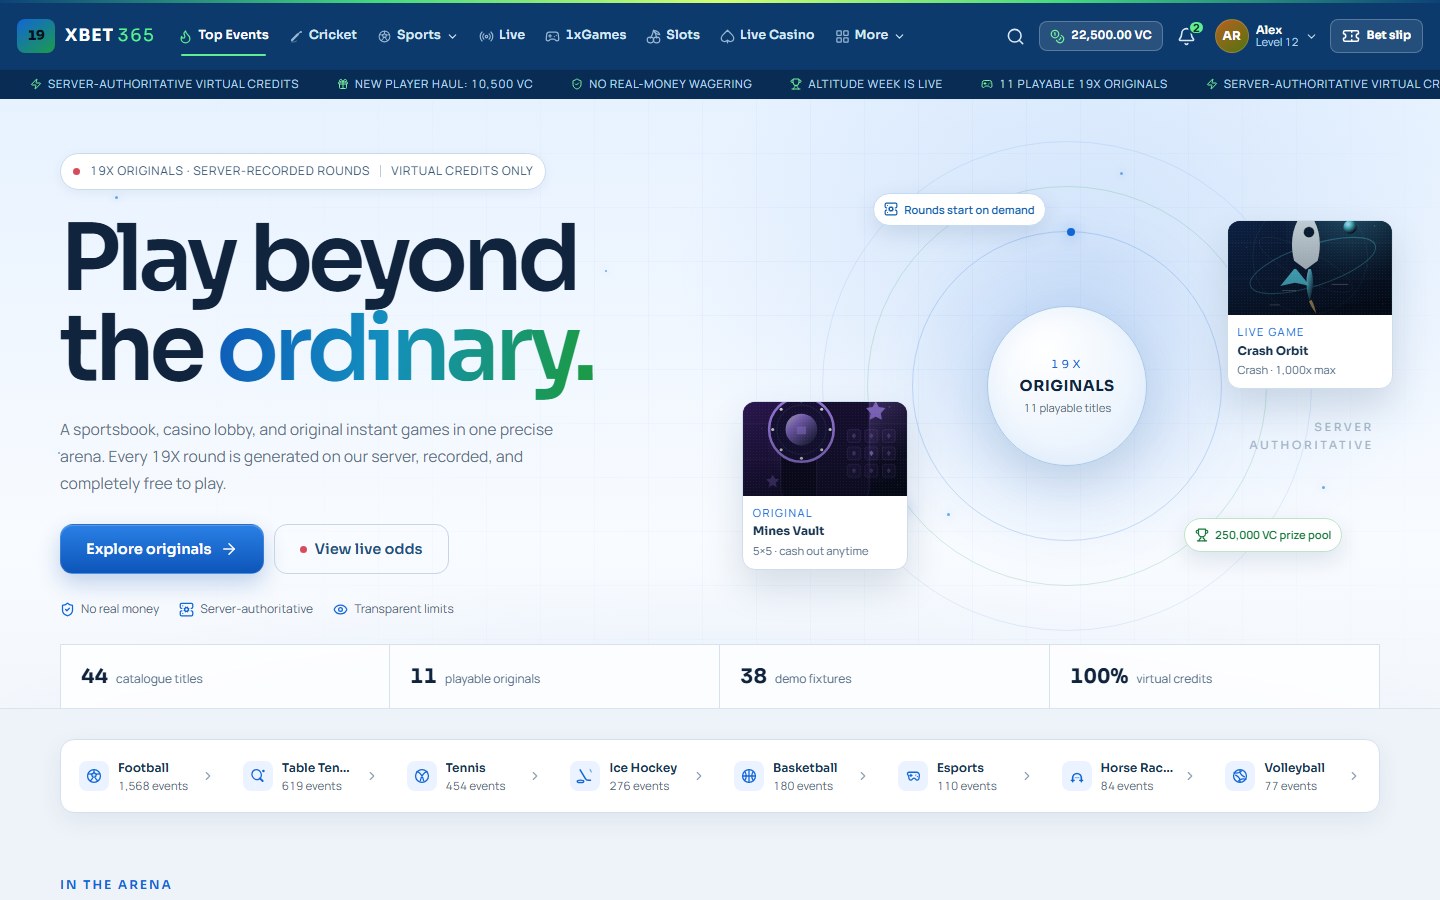 19 XBET 365 Top Events Cricket Sports Live 1xGames Slots Live Casino More 22,500.00 VC 2 AR Alex Level 12 Bet slip
SERVER-AUTHORITATIVE VIRTUAL CREDITS NEW PLAYER HAUL: 10,500 VC NO REAL-MONEY WAGERING ALTITUDE WEEK IS LIVE 11 PLAYABLE 19X ORIGINALS SERVER-AUTHORITATIVE VIRTUAL CR
19X ORIGINALS · SERVER-RECORDED ROUNDS | VIRTUAL CREDITS ONLY
Play beyond
the ordinary.
A sportsbook, casino lobby, and original instant games in one precise
arena. Every 19X round is generated on our server, recorded, and
completely free to play.
Explore originals
View live odds
No real money Server-authoritative Transparent limits
Rounds start on demand
19X
ORIGINALS
11 playable titles
LIVE GAME
Crash Orbit
Crash · 1,000x max
SERVER
AUTHORITATIVE
ORIGINAL
Mines Vault
5×5 · cash out anytime
250,000 VC prize pool
44 catalogue titles
11 playable originals
38 demo fixtures
100% virtual credits
Football
1,568 events
Table Ten...
619 events
Tennis
454 events
Ice Hockey
276 events
Basketball
180 events
Esports
110 events
Horse Rac...
84 events
Volleyball
77 events
IN THE ARENA